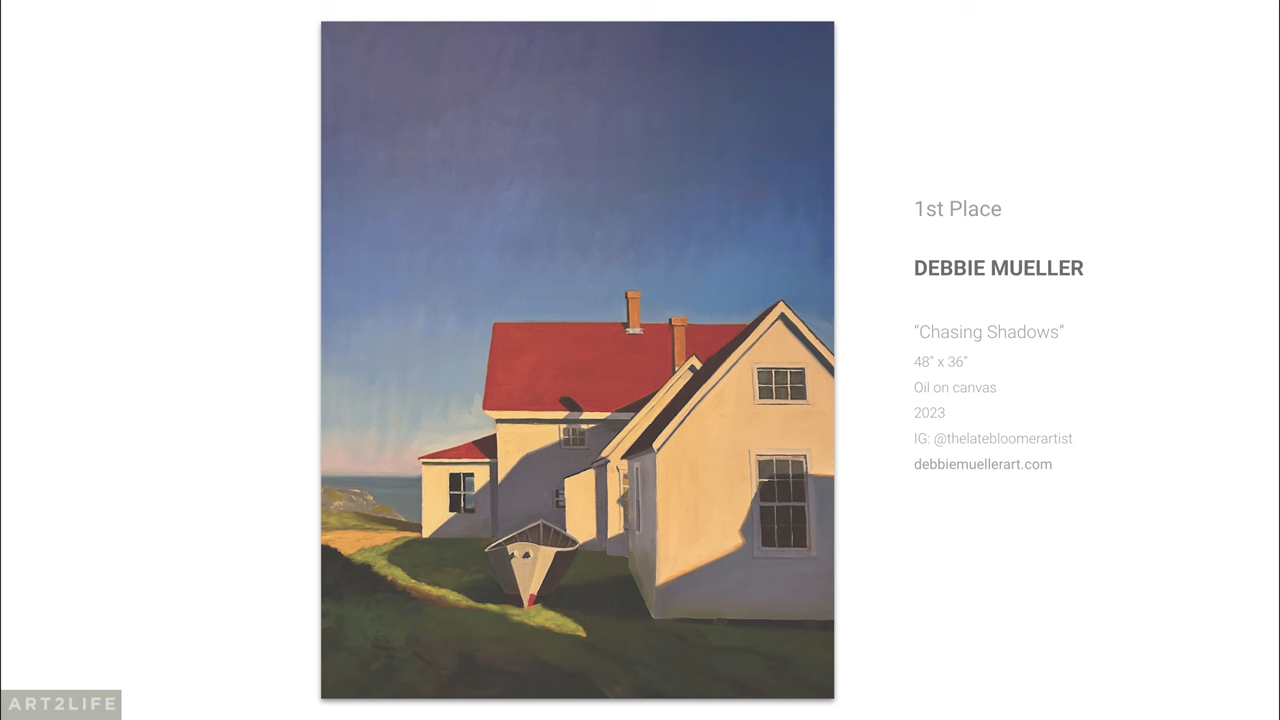 1st Place
DEBBIE MUELLER
“Chasing Shadows”
48” x 36”
Oil on canvas
2023
IG: @thelatebloomerartist
debbiemuellerart.com
ART2LIFE